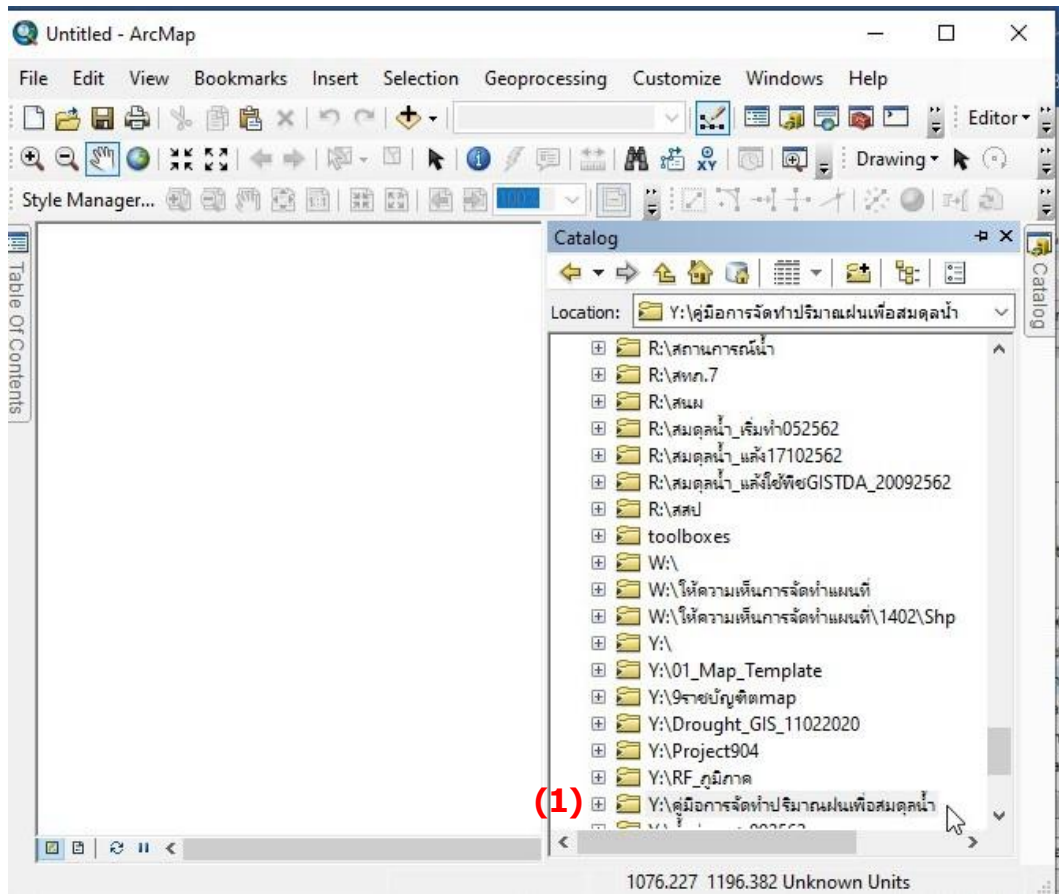 Untitled - ArcMap
File Edit View Bookmarks Insert Selection Geoprocessing Customize Windows Help
Editor
Drawing
Style Manager... 100%
Table Of Contents
Catalog
Catalog
Location: Y:\คู่มือการจัดทำปริมาณฝนเพื่อสมดุลน้ำ
R:\สถานการณ์น้ำ
R:\สทภ.7
R:\สนผ
R:\สมดุลน้ำ_เริ่มทำ052562
R:\สมดุลน้ำ_แล้ง17102562
R:\สมดุลน้ำ_แล้งใช้พืชGISTDA_20092562
R:\สสป
toolboxes
W:\
W:\ให้ความเห็นการจัดทำแผนที่
W:\ให้ความเห็นการจัดทำแผนที่\1402\Shp
Y:\
Y:\01_Map_Template
Y:\9ราชบัญฑิตmap
Y:\Drought_GIS_11022020
Y:\Project904
Y:\RF_ภูมิภาค
(1) Y:\คู่มือการจัดทำปริมาณฝนเพื่อสมดุลน้ำ
1076.227 1196.382 Unknown Units